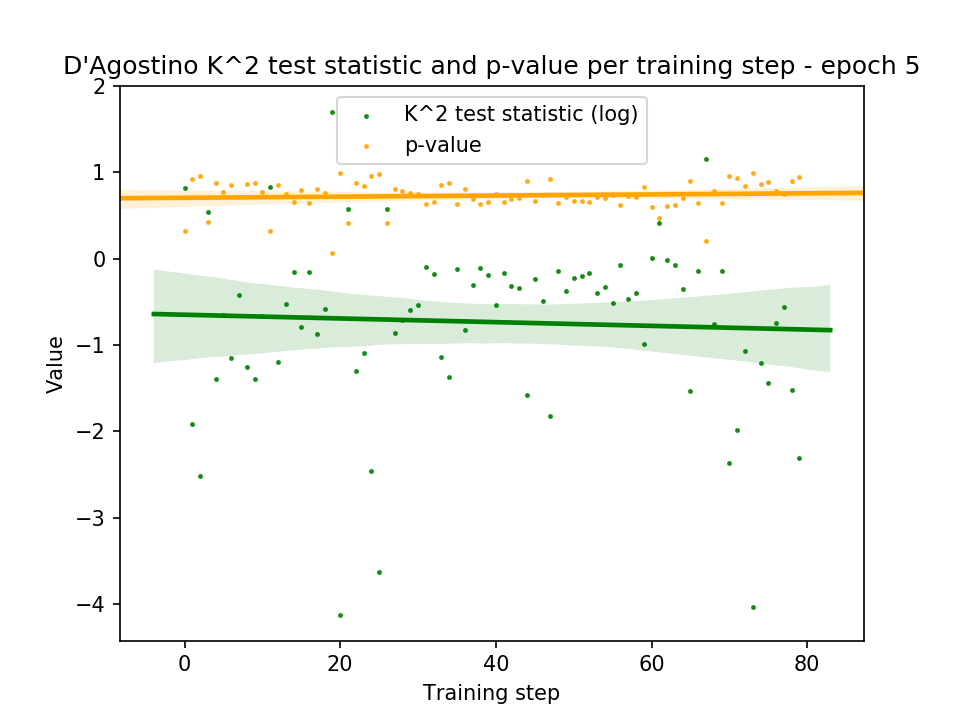 D'Agostino K^2 test statistic and p-value per training step - epoch 5
K^2 test statistic (log)
p-value
Value
2
1
0
−1
−2
−3
−4
0 20 40 60 80
Training step